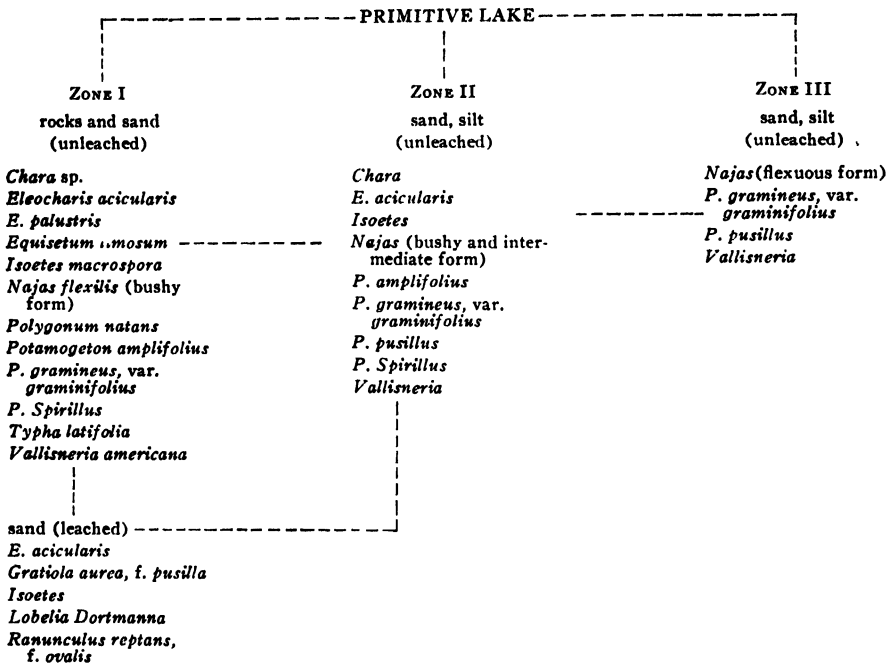 PRIMITIVE LAKE
ZONE I
rocks and sand
(unleached)
Chara sp.
Eleocharis acicularis
E. palustris
Equisetum
Isoetes macrospora
Najas flexilis (bushy
form)
Polygonum natans
Potamogeton amplifolius
P. gramineus, var.
graminifolius
P. Spirillus
Typha latifolia
Vallisneria americana
sand (leached)
E. acicularis
Gratiola aurea, f. pusilla
Isoetes
Lobelia Dortmanna
Ranunculus reptans,
f. ovalis
ZONE II
sand, silt
(unleached)
Chara
E. acicularis
Isoetes
Najas (bushy and inter-
mediate form)
P. amplifolius
P. gramineus, var.
graminifolius
P. pusillus
P. Spirillus
Vallisneria
ZONE III
sand, silt
(unleached)
Najas (flexuous form)
P. gramineus, var.
graminifolius
P. pusillus
Vallisneria